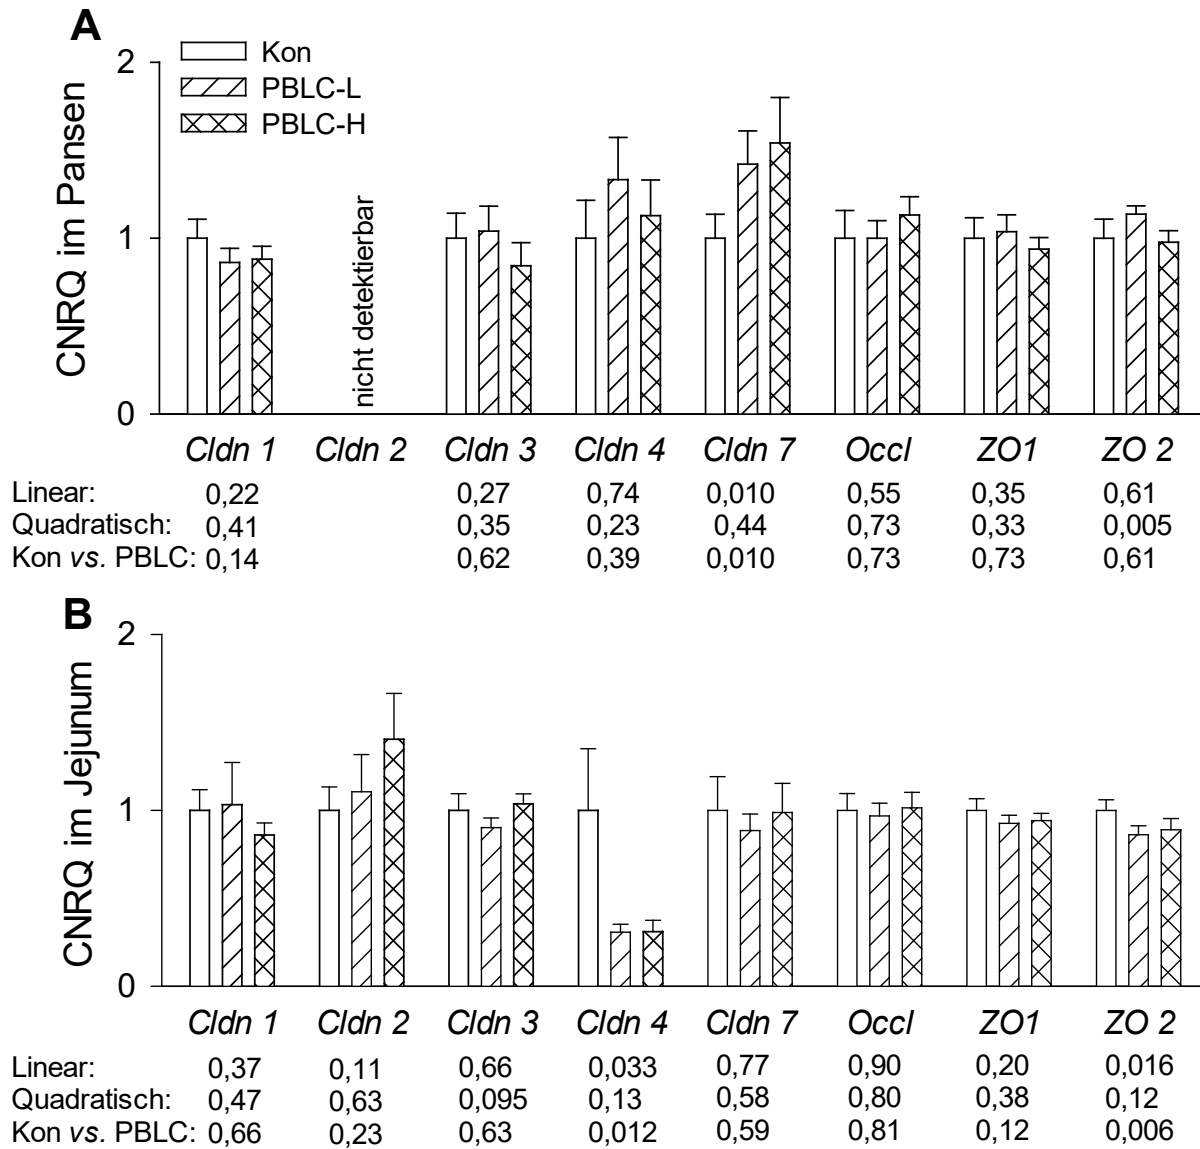 A
2
Kon
PBLC-L
PBLC-H
CNRQ im Pansen
1
nicht detektierbar
0
Cldn 1 Cldn 2 Cldn 3 Cldn 4 Cldn 7 Occl ZO1 ZO 2
Linear: 0,22 0,27 0,74 0,010 0,55 0,35 0,61
Quadratisch: 0,41 0,35 0,23 0,44 0,73 0,33 0,005
Kon vs. PBLC: 0,14 0,62 0,39 0,010 0,73 0,73 0,61
B
2
CNRQ im Jejunum
1
0
Cldn 1 Cldn 2 Cldn 3 Cldn 4 Cldn 7 Occl ZO1 ZO 2
Linear: 0,37 0,11 0,66 0,033 0,77 0,90 0,20 0,016
Quadratisch: 0,47 0,63 0,095 0,13 0,58 0,80 0,38 0,12
Kon vs. PBLC: 0,66 0,23 0,63 0,012 0,59 0,81 0,12 0,006